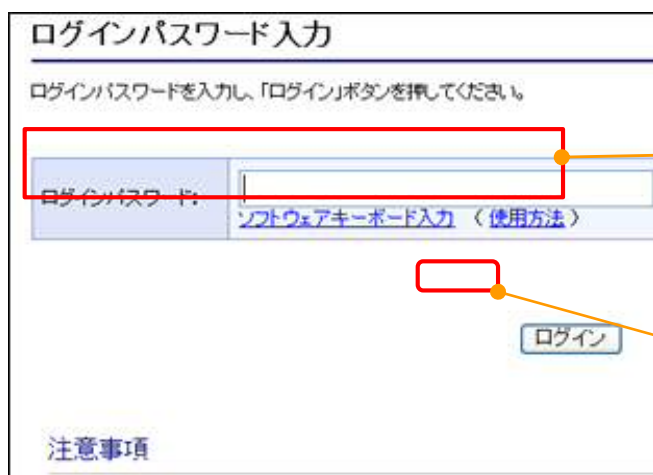 ログインパスワード入力
ログインパスワードを入力し、「ログイン」ボタンを押してください。
ログインパスワード:
ソフトウェアキーボード入力 （使用方法）
ログイン
注意事項